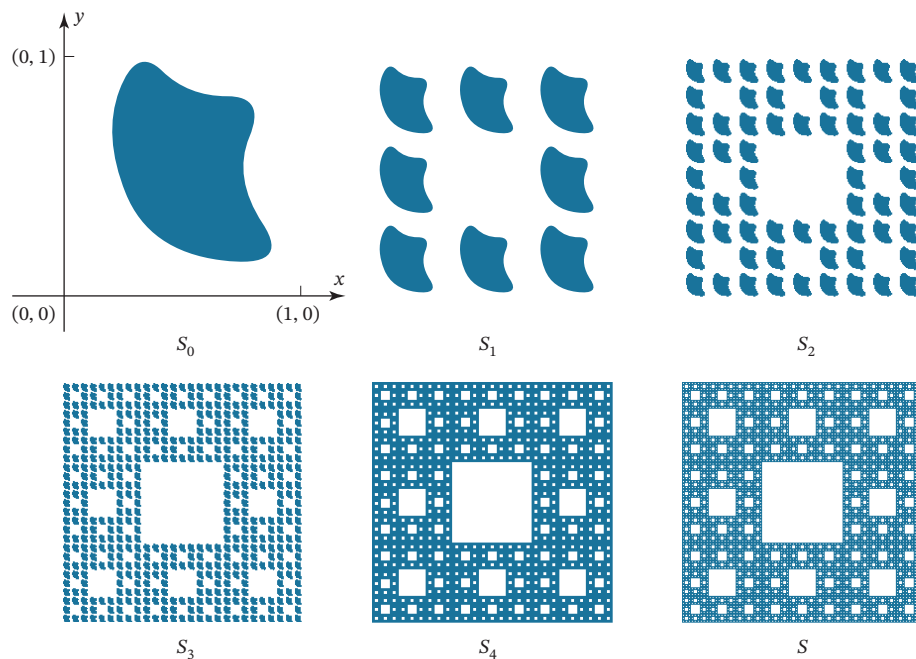 y
(0, 1)
x
(0, 0)
(1, 0)
S₀
S₁
S₂
S₃
S₄
S